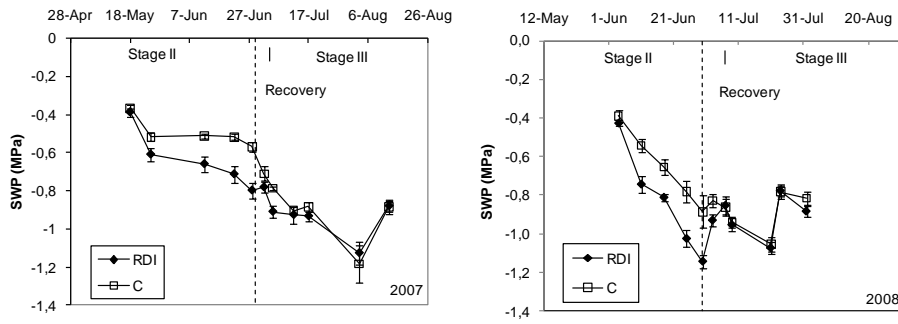 28-Apr 18-May 7-Jun 27-Jun 17-Jul 6-Aug 26-Aug
0
-0,2
-0,4
-0,6
-0,8
-1
-1,2
-1,4
SWP (MPa)
Stage II
Stage III
Recovery
RDI
C
2007
12-May 1-Jun 21-Jun 11-Jul 31-Jul 20-Aug
0,0
-0,2
-0,4
-0,6
-0,8
-1,0
-1,2
-1,4
SWP (MPa)
Stage II
Stage III
Recovery
RDI
C
2008